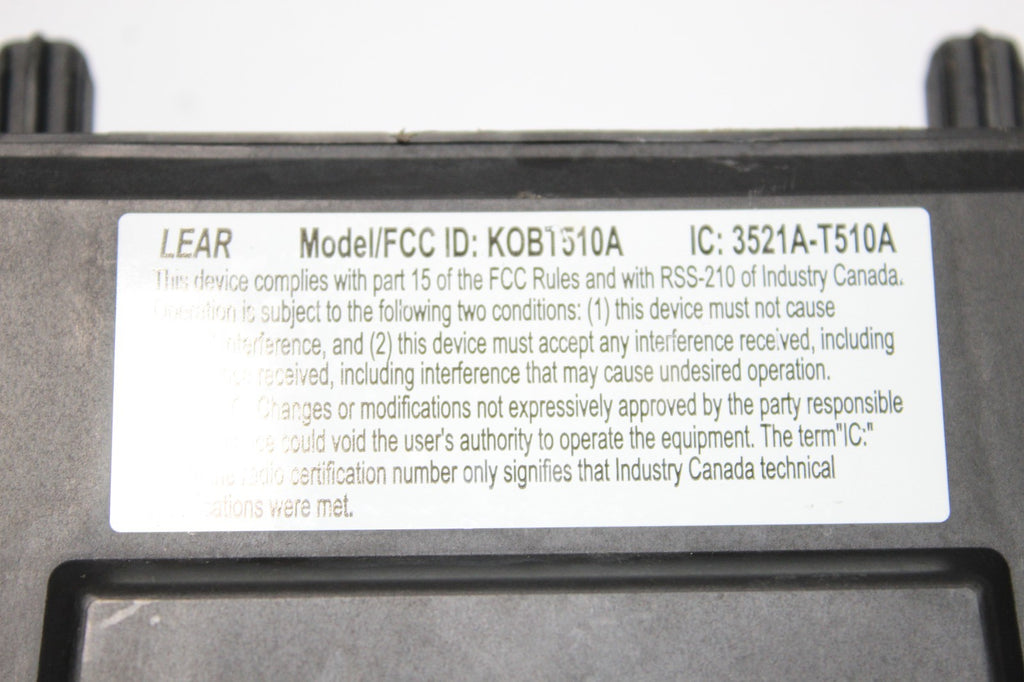 LEAR Model/FCC ID: KOBT510A IC: 3521A-T510A
This device complies with part 15 of the FCC Rules and with RSS-210 of Industry Canada.
Operation is subject to the following two conditions: (1) this device must not cause
interference, and (2) this device must accept any interference received, including
received, including interference that may cause undesired operation.
Changes or modifications not expressively approved by the party responsible
could void the user's authority to operate the equipment. The term"IC:"
radio certification number only signifies that Industry Canada technical
were met.